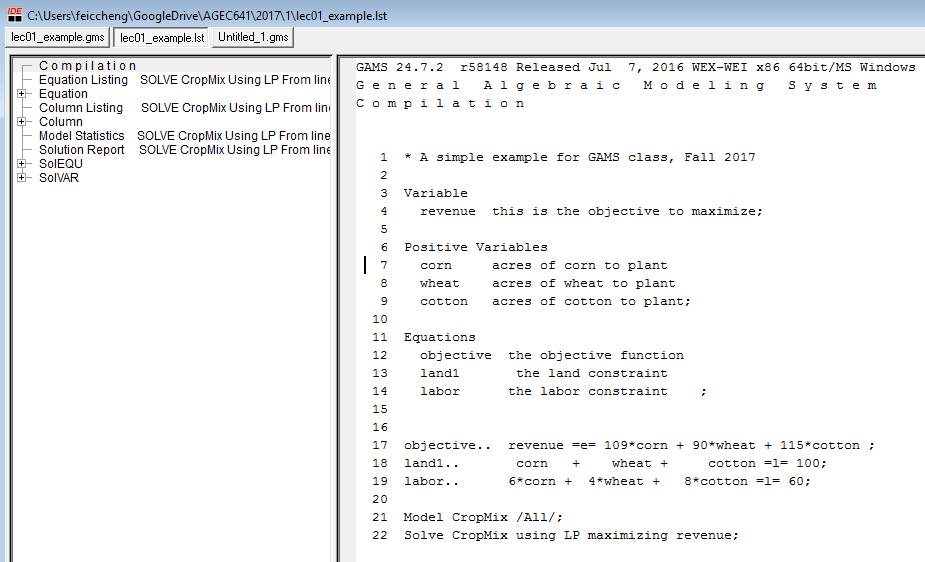 IDE C:\Users\feiccheng\GoogleDrive\AGEC641\2017\1\lec01_example.lst
lec01_example.gms lec01_example.lst Untitled_1.gms
C o m p i l a t i o n
Equation Listing SOLVE CropMix Using LP From line
Equation
Column Listing SOLVE CropMix Using LP From line
Column
Model Statistics SOLVE CropMix Using LP From line
Solution Report SOLVE CropMix Using LP From line
SolEQU
SolVAR
GAMS 24.7.2 r58148 Released Jul 7, 2016 WEX-WEI x86 64bit/MS Windows
G e n e r a l A l g e b r a i c M o d e l i n g S y s t e m
C o m p i l a t i o n
1 * A simple example for GAMS class, Fall 2017
2
3 Variable
4 revenue this is the objective to maximize;
5
6 Positive Variables
7 corn acres of corn to plant
8 wheat acres of wheat to plant
9 cotton acres of cotton to plant;
10
11 Equations
12 objective the objective function
13 land1 the land constraint
14 labor the labor constraint ;
15
16
17 objective.. revenue =e= 109*corn + 90*wheat + 115*cotton ;
18 land1.. corn + wheat + cotton =l= 100;
19 labor.. 6*corn + 4*wheat + 8*cotton =l= 60;
20
21 Model CropMix /All/;
22 Solve CropMix using LP maximizing revenue;